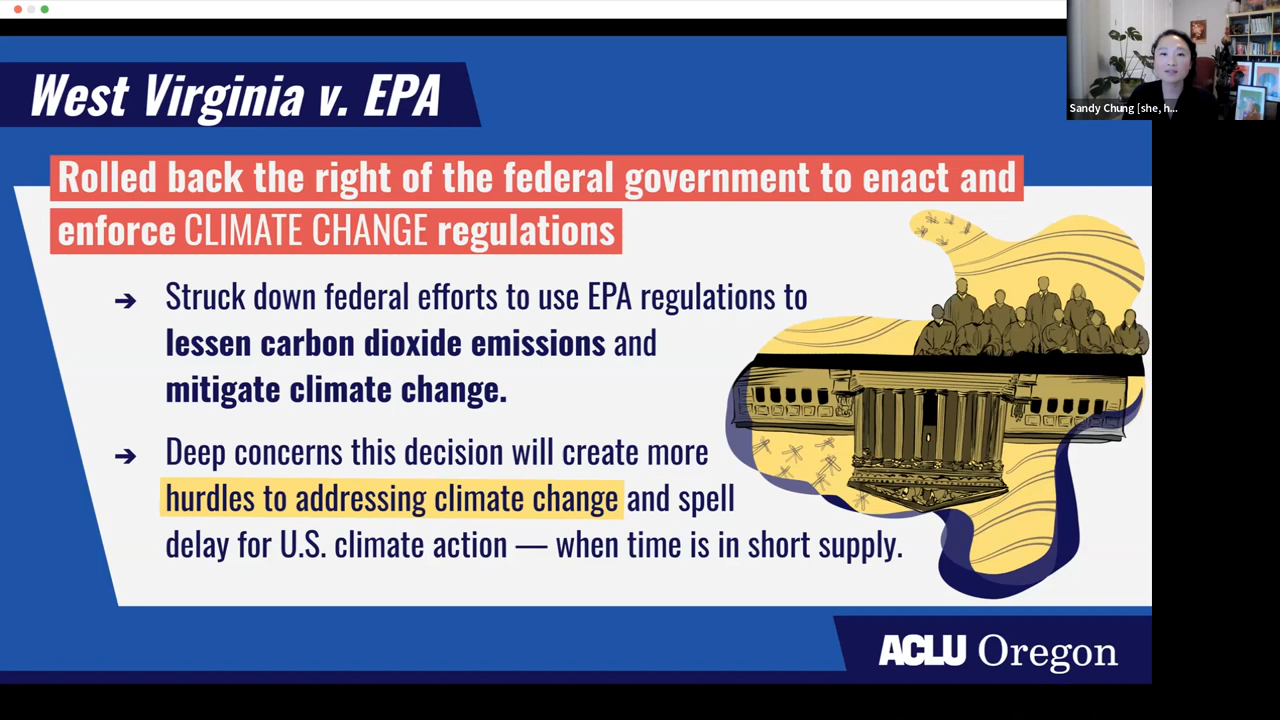 Sandy Chung [she, h...
West Virginia v. EPA
Rolled back the right of the federal government to enact and
enforce CLIMATE CHANGE regulations
➔ Struck down federal efforts to use EPA regulations to
lessen carbon dioxide emissions and
mitigate climate change.
➔ Deep concerns this decision will create more
hurdles to addressing climate change and spell
delay for U.S. climate action — when time is in short supply.
ACLU Oregon